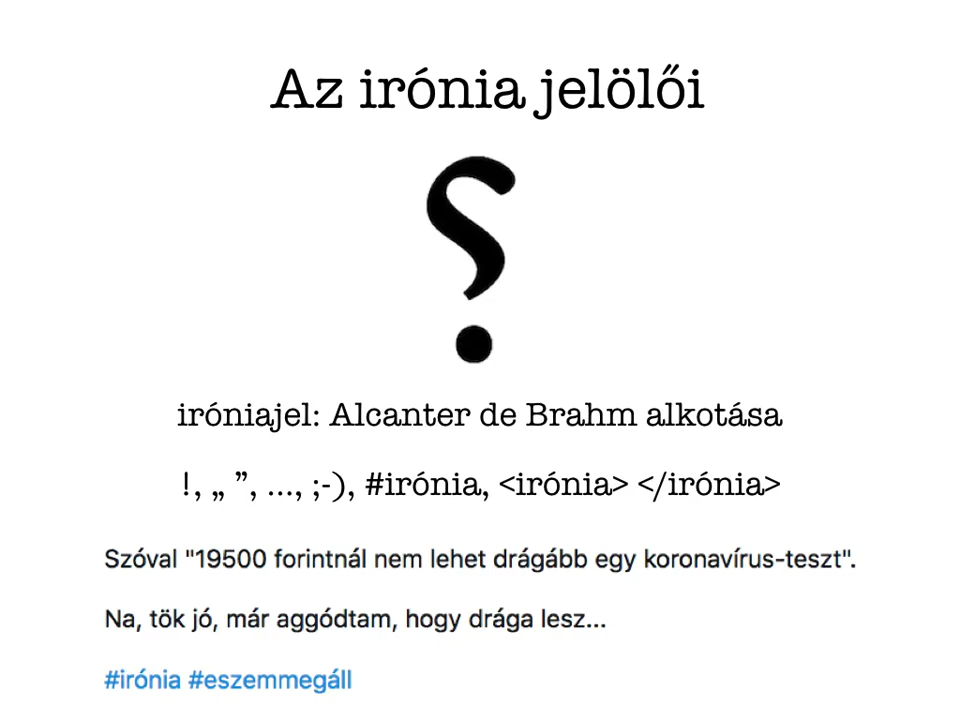 Az irónia jelölői
⸮
iróniajel: Alcanter de Brahm alkotása
!, „ ”, ..., ;-), #irónia, <irónia> </irónia>
Szóval "19500 forintnál nem lehet drágább egy koronavírus-teszt".
Na, tök jó, már aggódtam, hogy drága lesz...
#irónia #eszemmegáll